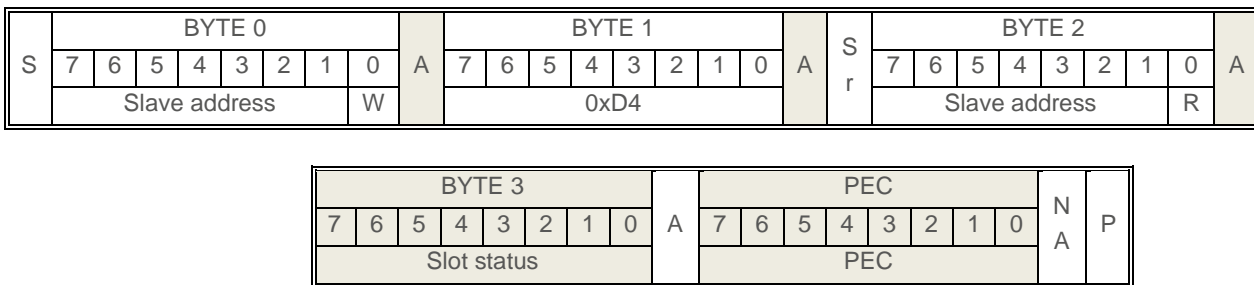 BYTE 0 BYTE 1 BYTE 2
S 7 6 5 4 3 2 1 0 A 7 6 5 4 3 2 1 0 A S r 7 6 5 4 3 2 1 0 A
Slave address W 0xD4 Slave address R
BYTE 3 PEC
7 6 5 4 3 2 1 0 A 7 6 5 4 3 2 1 0 N A P
Slot status PEC